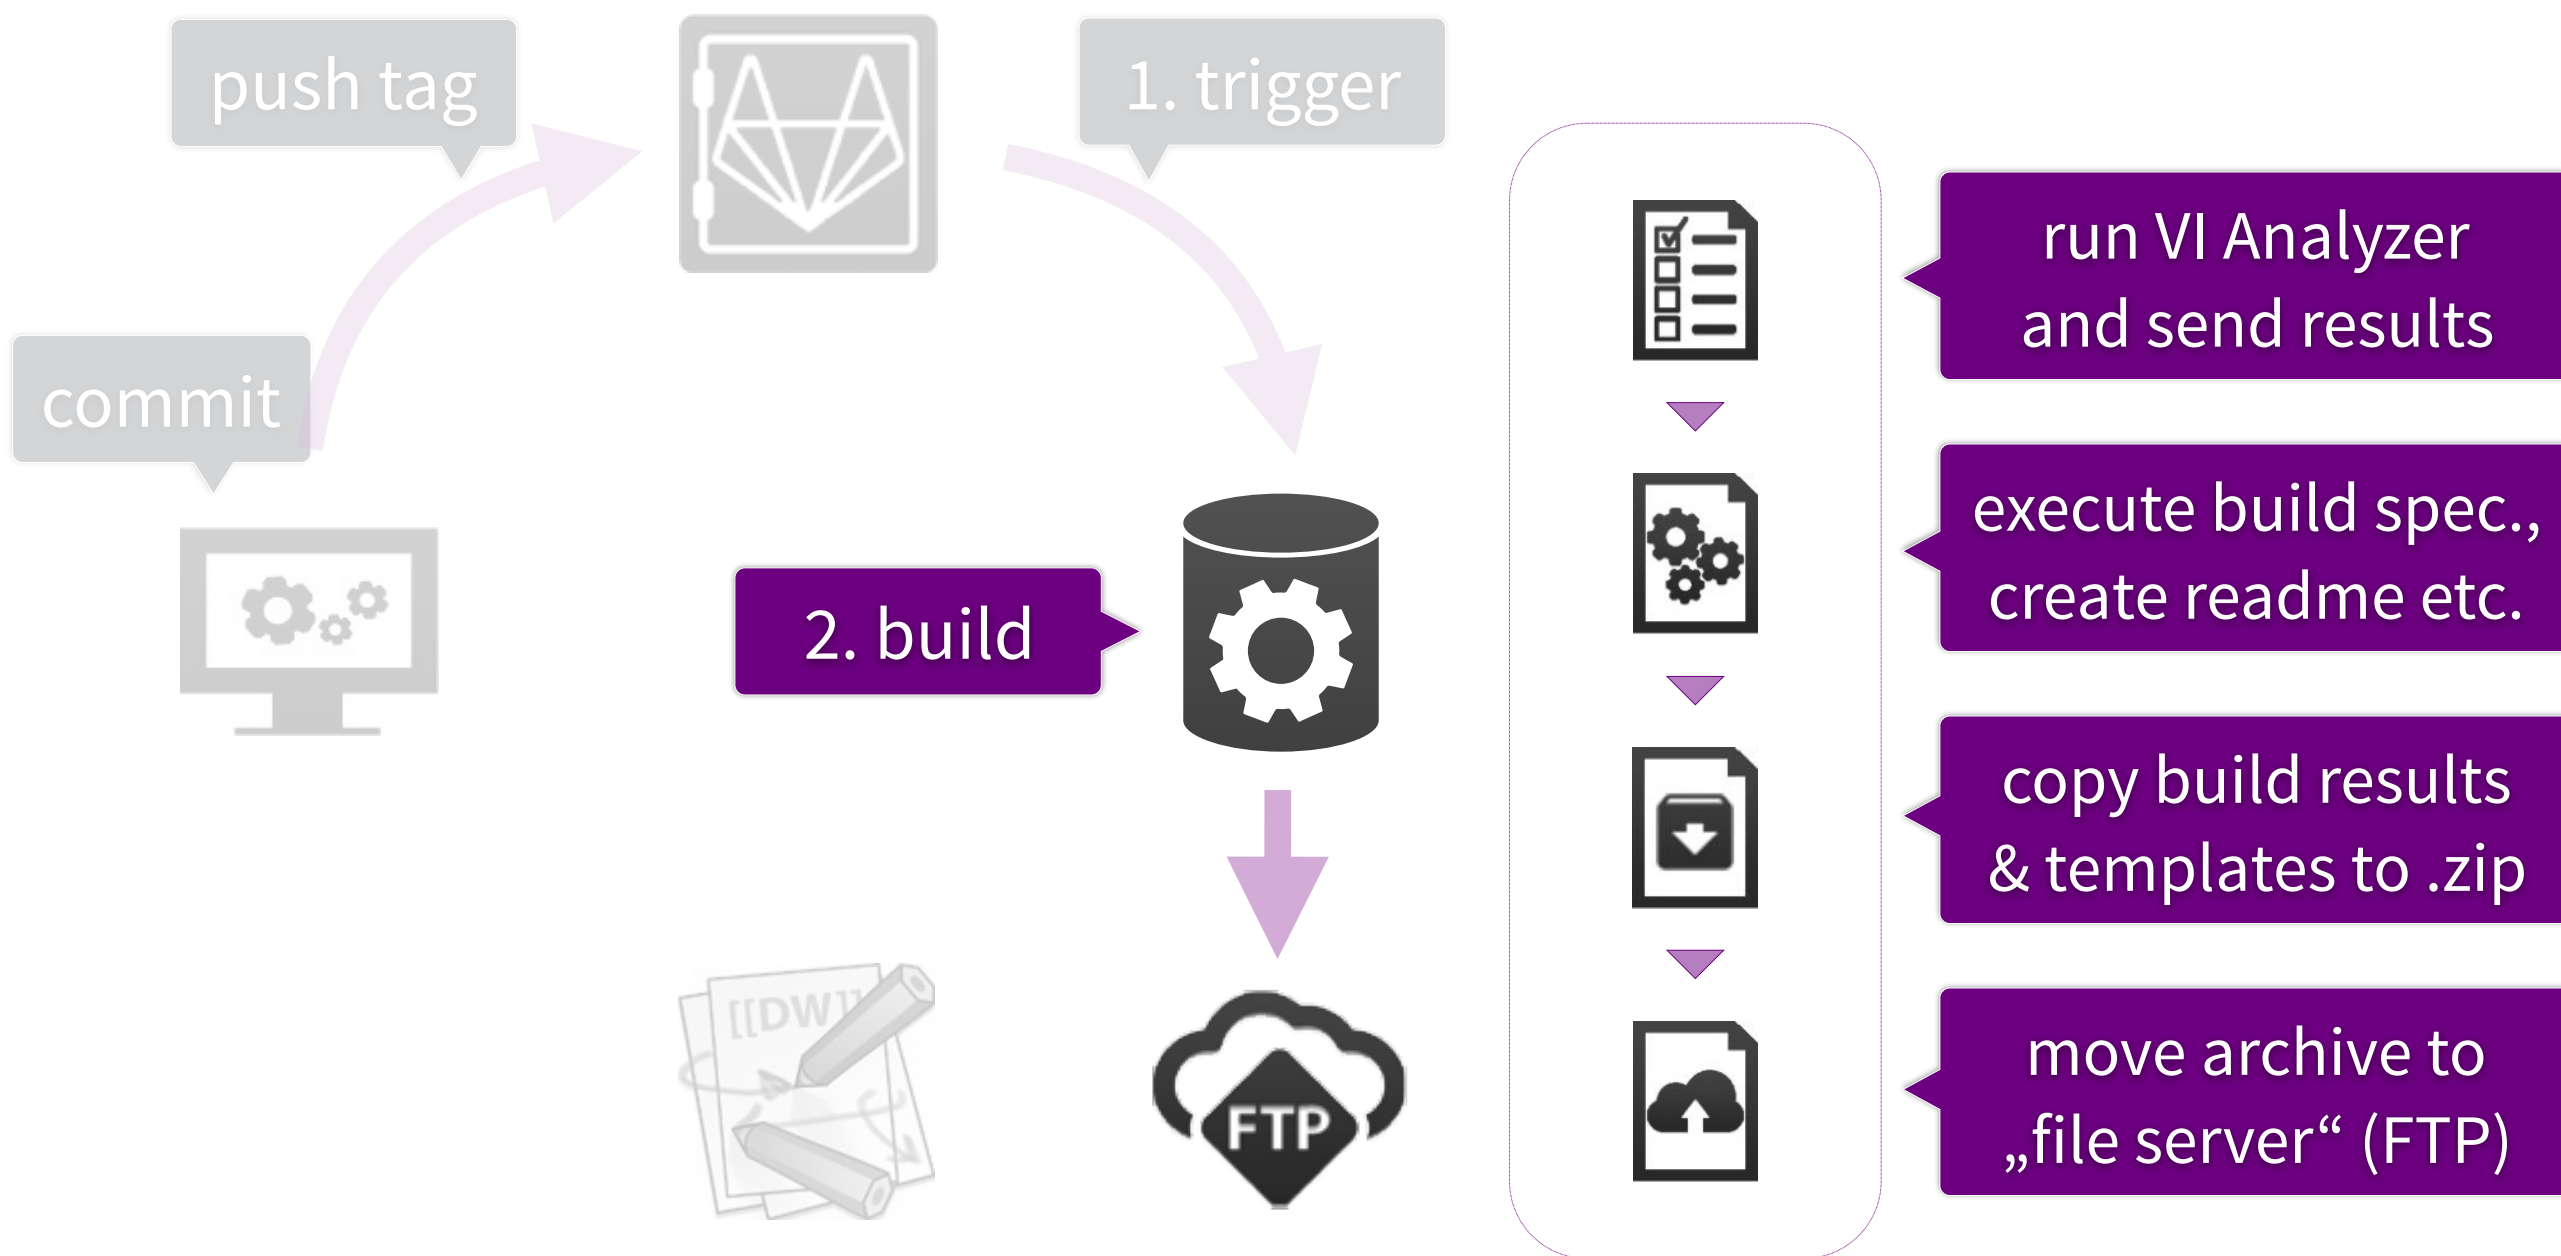 push tag
1. trigger
commit
2. build
[[DW]]
FTP
run VI Analyzer
and send results
execute build spec.,
create readme etc.
copy build results
& templates to .zip
move archive to
„file server“ (FTP)